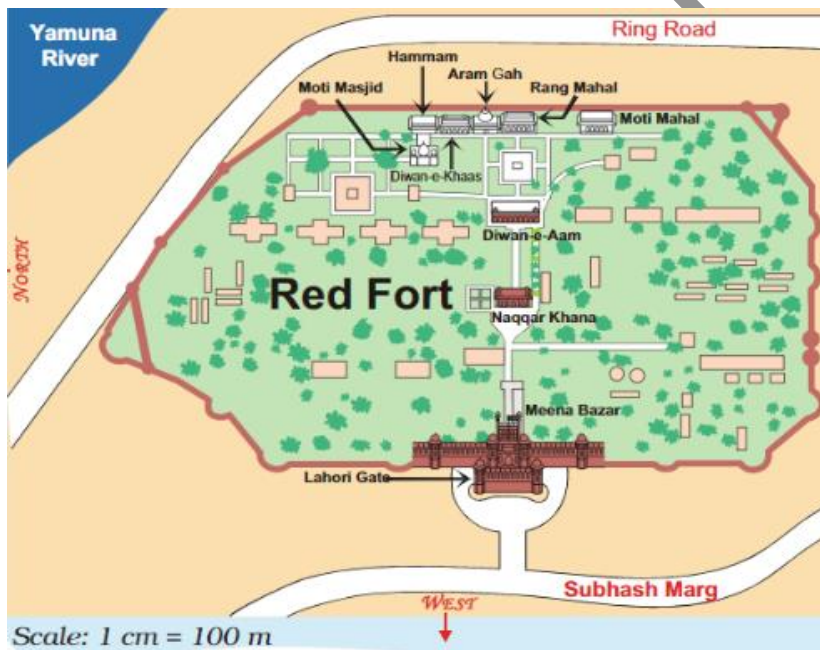 Yamuna
River
Ring Road
Hammam
Aram Gah
Moti Masjid
Rang Mahal
Moti Mahal
Diwan-e-Khaas
Diwan-e-Aam
NORTH
Red Fort
Naqqar Khana
Meena Bazar
Lahori Gate
Subhash Marg
WEST
Scale: 1 cm = 100 m